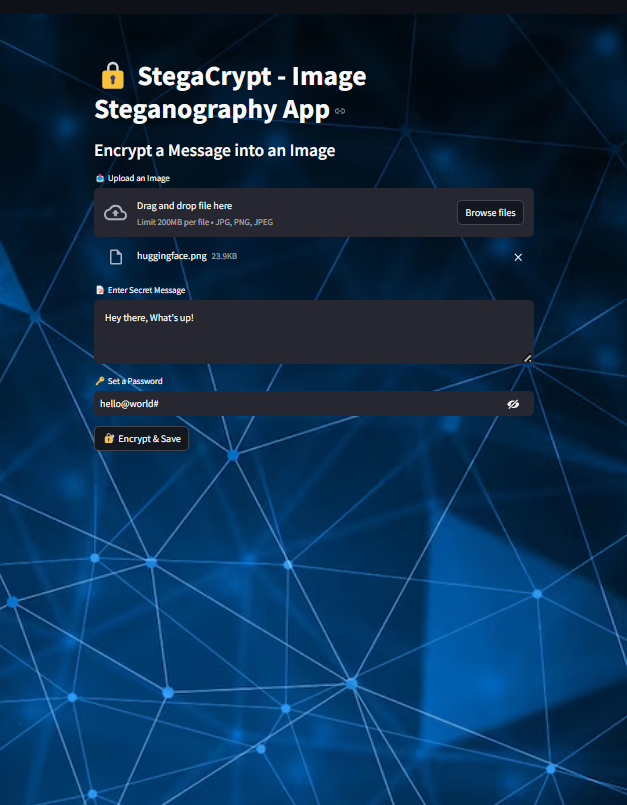 🔒 StegaCrypt - Image
Steganography App
Encrypt a Message into an Image
📥 Upload an Image
Drag and drop file here
Limit 200MB per file • JPG, PNG, JPEG
Browse files
huggingface.png 23.9KB
📝 Enter Secret Message
Hey there, What's up!
🔑 Set a Password
hello@world#
🔐 Encrypt & Save